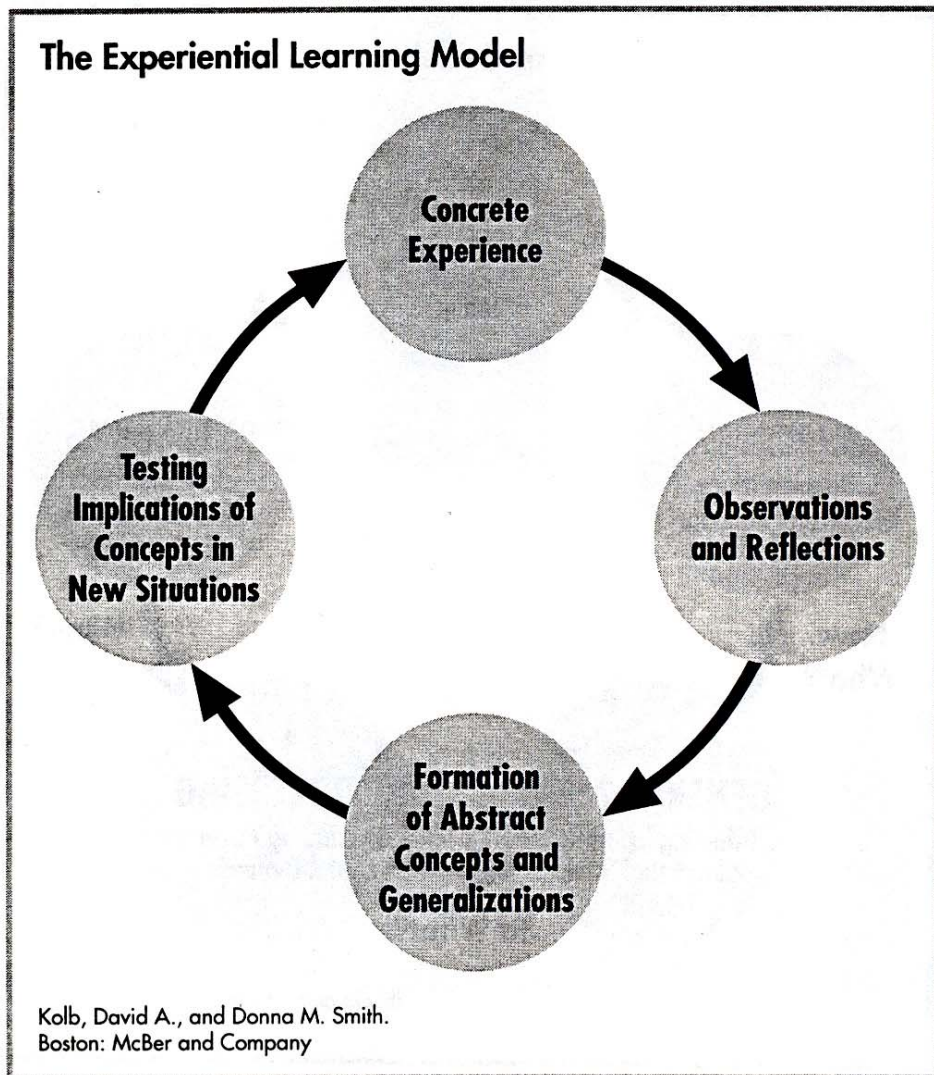 The Experiential Learning Model
Concrete
Experience
Observations
and Reflections
Formation
of Abstract
Concepts and
Generalizations
Testing
Implications of
Concepts in
New Situations
Kolb, David A., and Donna M. Smith.
Boston: McBer and Company